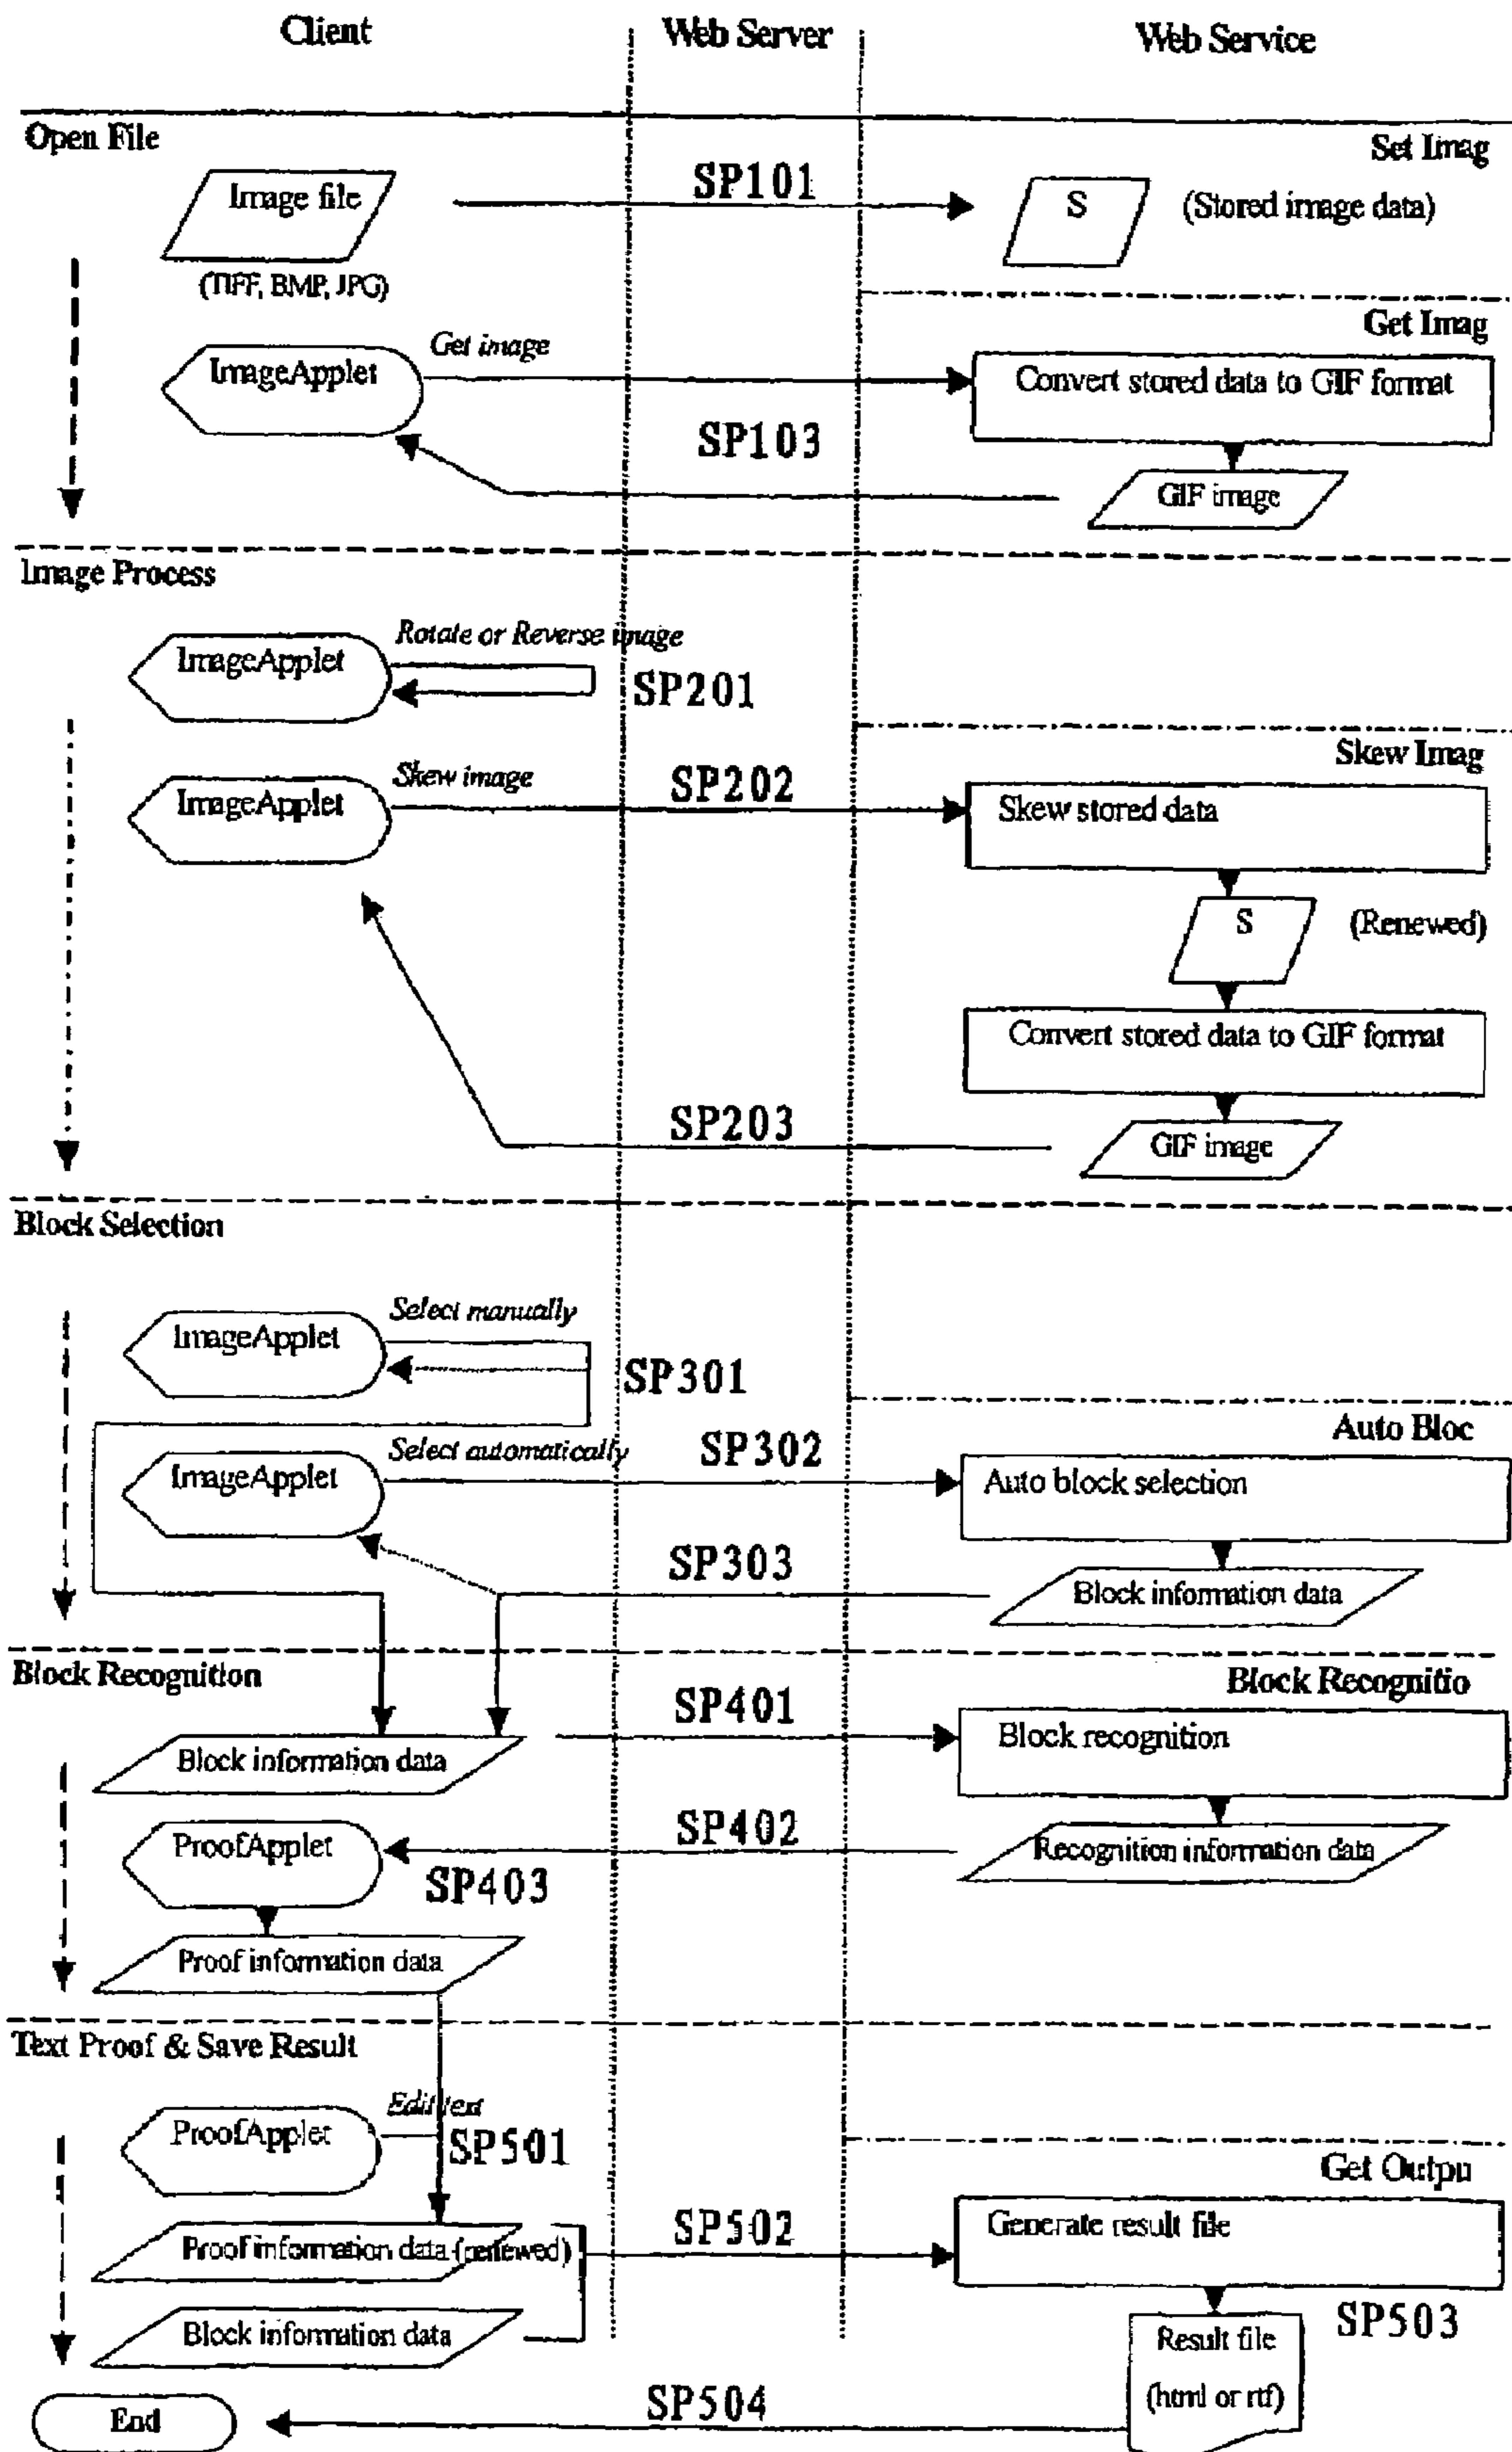 Client
Web Server
Web Service
Open File
Set Imag
Image file
SP101
S
(Stored image data)
(TIFF, BMP, JPG)
Get Imag
ImageApplet
Get image
Convert stored data to GIF format
SP103
GIF image
Image Process
ImageApplet
Rotate or Reverse image
SP201
Skew Imag
ImageApplet
Skew image
SP202
Skew stored data
S
(Renewed)
Convert stored data to GIF format
SP203
GIF image
Block Selection
ImageApplet
Select manually
SP301
Auto Bloc
ImageApplet
Select automatically
SP302
Auto block selection
SP303
Block information data
Block Recognition
Block Recognitio
SP401
Block recognition
Block information data
ProofApplet
SP402
Recognition information data
SP403
Proof information data
Text Proof & Save Result
ProofApplet
Edit text
SP501
Get Outpu
Proof information data (renewed)
SP502
Generate result file
Block information data
SP503
Result file
(html or rtf)
SP504
End